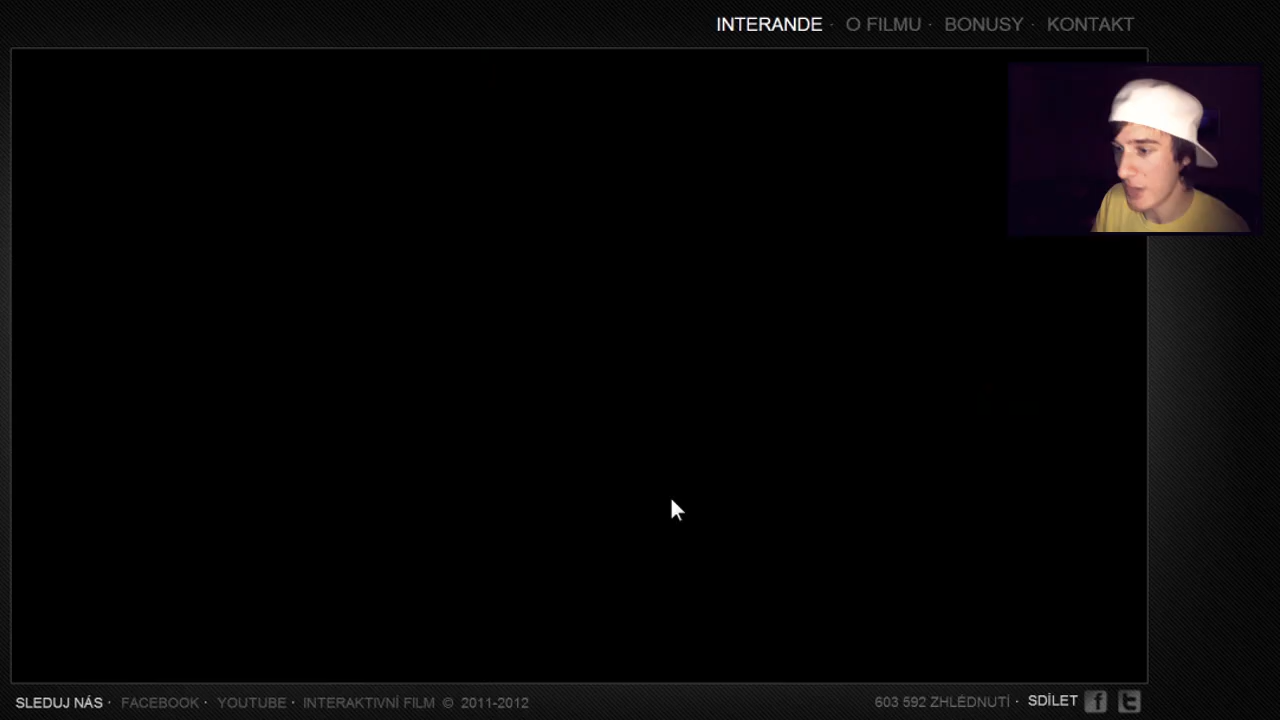 INTERANDE · O FILMU · BONUSY · KONTAKT
SLEDUJ NÁS · FACEBOOK · YOUTUBE · INTERAKTIVNÍ FILM © 2011-2012
603 592 ZHLÉDNUTÍ · SDÍLET